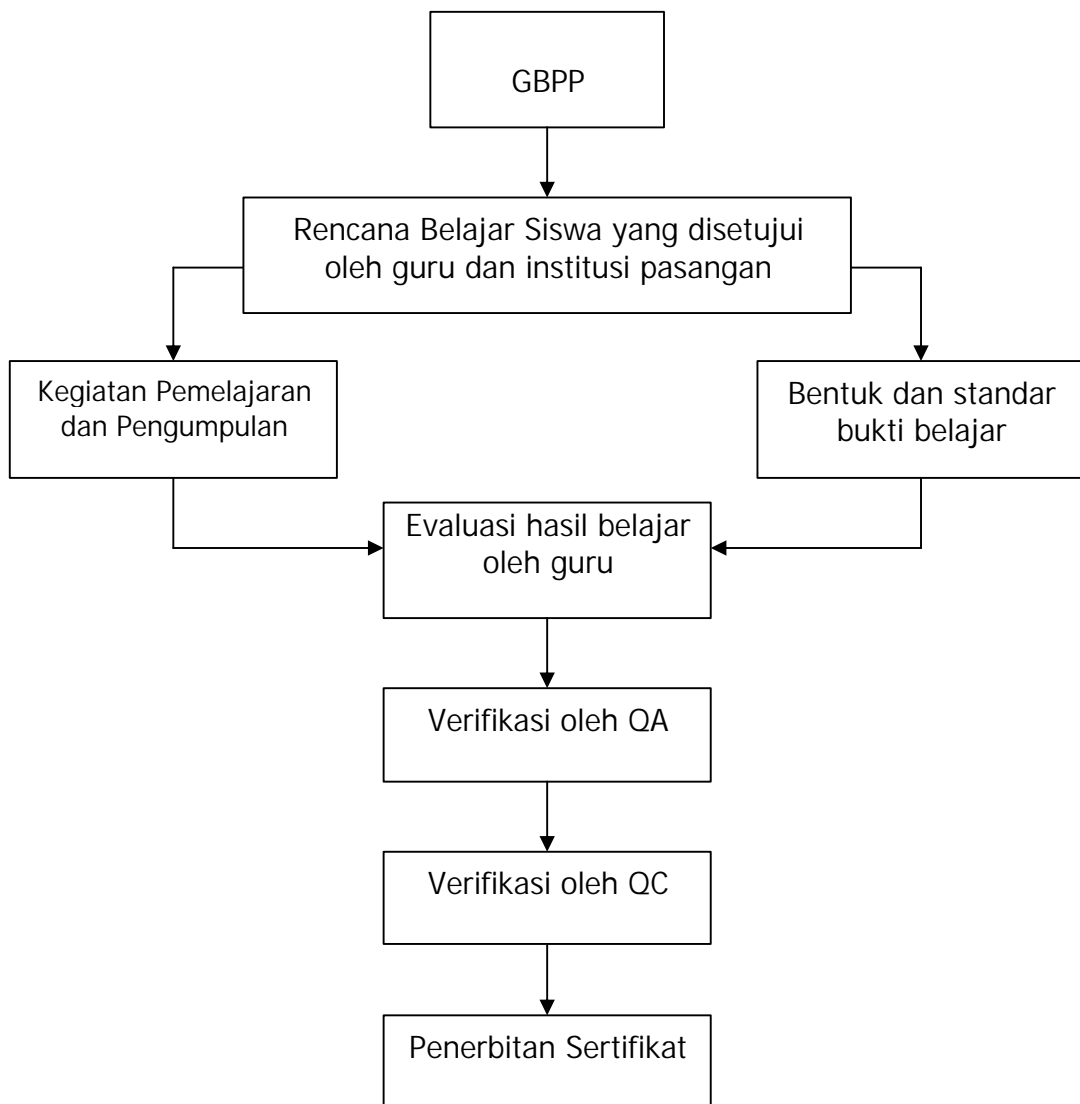 GBPP
Rencana Belajar Siswa yang disetujui
oleh guru dan institusi pasangan
Kegiatan Pemelajaran
dan Pengumpulan
Bentuk dan standar
bukti belajar
Evaluasi hasil belajar
oleh guru
Verifikasi oleh QA
Verifikasi oleh QC
Penerbitan Sertifikat